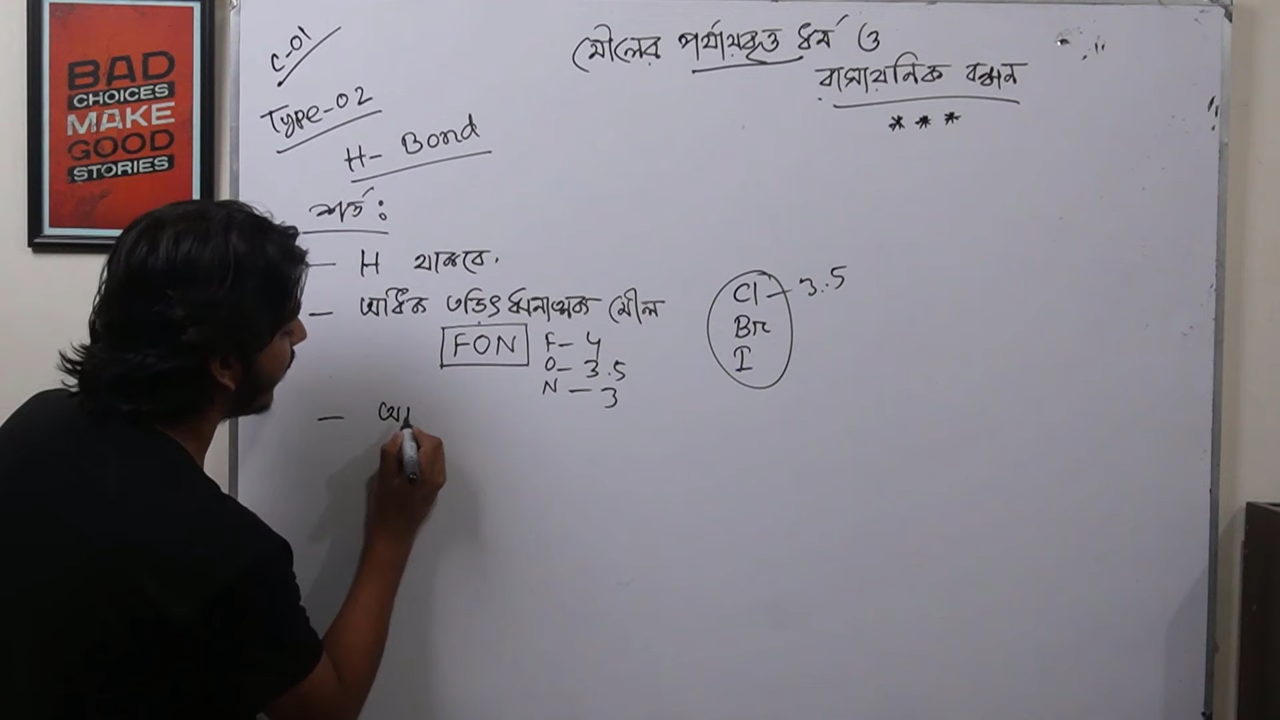 BAD
CHOICES
MAKE
GOOD
STORIES
C-01
Type-02
H- Bond
মৌলের পর্যায়বৃত্ত ধর্ম ও
রাসায়নিক বন্ধন
***
শর্ত:
— H থাকবে.
— অধিক তড়িৎ ঋনাত্মক মৌল
FON
F- 4
O- 3.5
N - 3
Cl - 3.5
Br
I